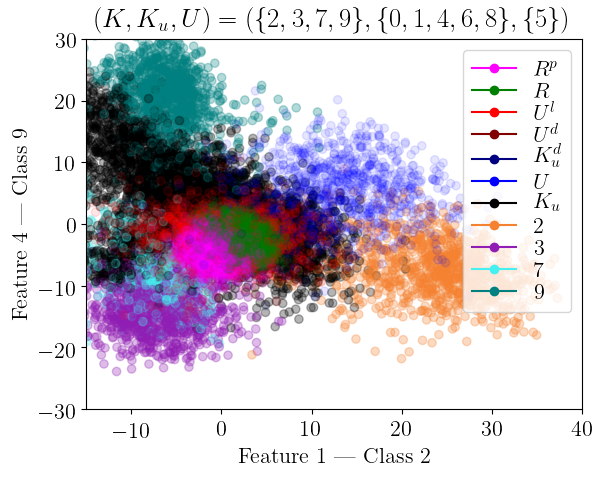 (K, K_u, U) = ({2, 3, 7, 9}, {0, 1, 4, 6, 8}, {5})
30
20
10
0
−10
−20
−30
Feature 4 — Class 9
R^p
R
U^l
U^d
K_u^d
U
K_u
2
3
7
9
−10
0
10
20
30
40
Feature 1 — Class 2